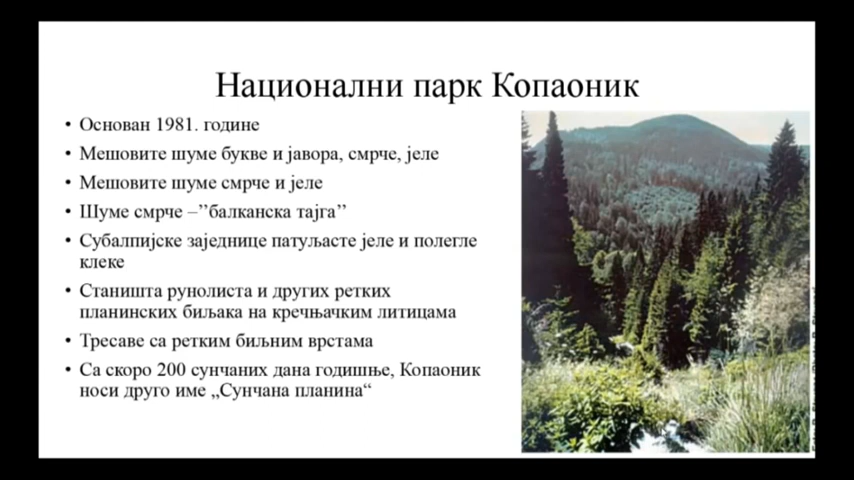 Национални парк Копаоник
• Основан 1981. године
• Мешовите шуме букве и јавора, смрче, јеле
• Мешовите шуме смрче и јеле
• Шуме смрче –’’балканска тајга’’
• Субалпијске заједнице патуљасте јеле и полегле
клеке
• Станишта рунолиста и других ретких
планинских биљака на кречњачким литицама
• Тресаве са ретким биљним врстама
• Са скоро 200 сунчаних дана годишње, Копаоник
носи друго име „Сунчана планина“